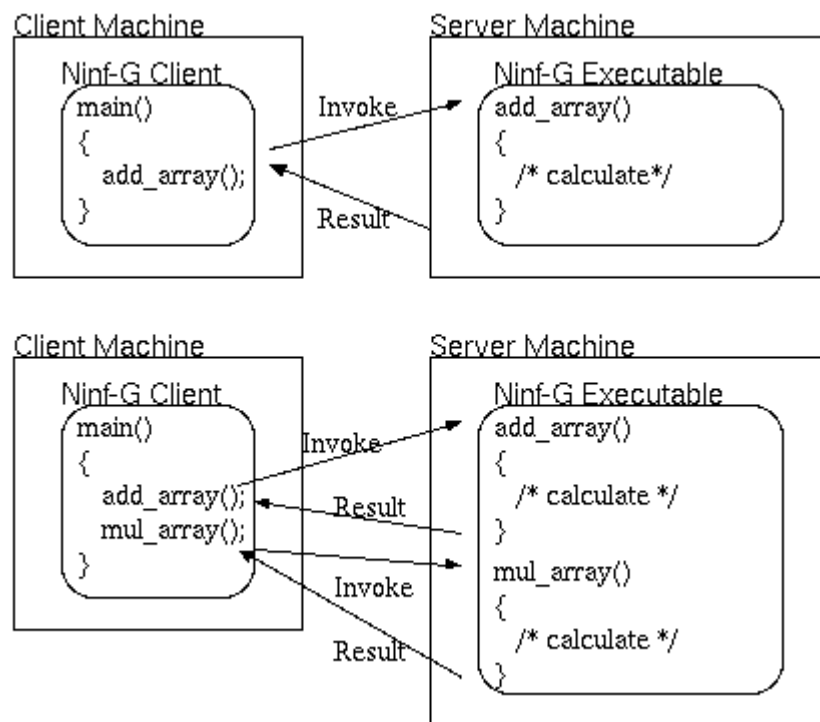 Client Machine
Server Machine
Ninf-G Client
Ninf-G Executable
main()
{
add_array();
}
Invoke
Result
add_array()
{
/* calculate*/
}
Client Machine
Server Machine
Ninf-G Client
Ninf-G Executable
main()
{
add_array();
mul_array();
}
Invoke
Result
Invoke
Result
add_array()
{
/* calculate */
}
mul_array()
{
/* calculate */
}